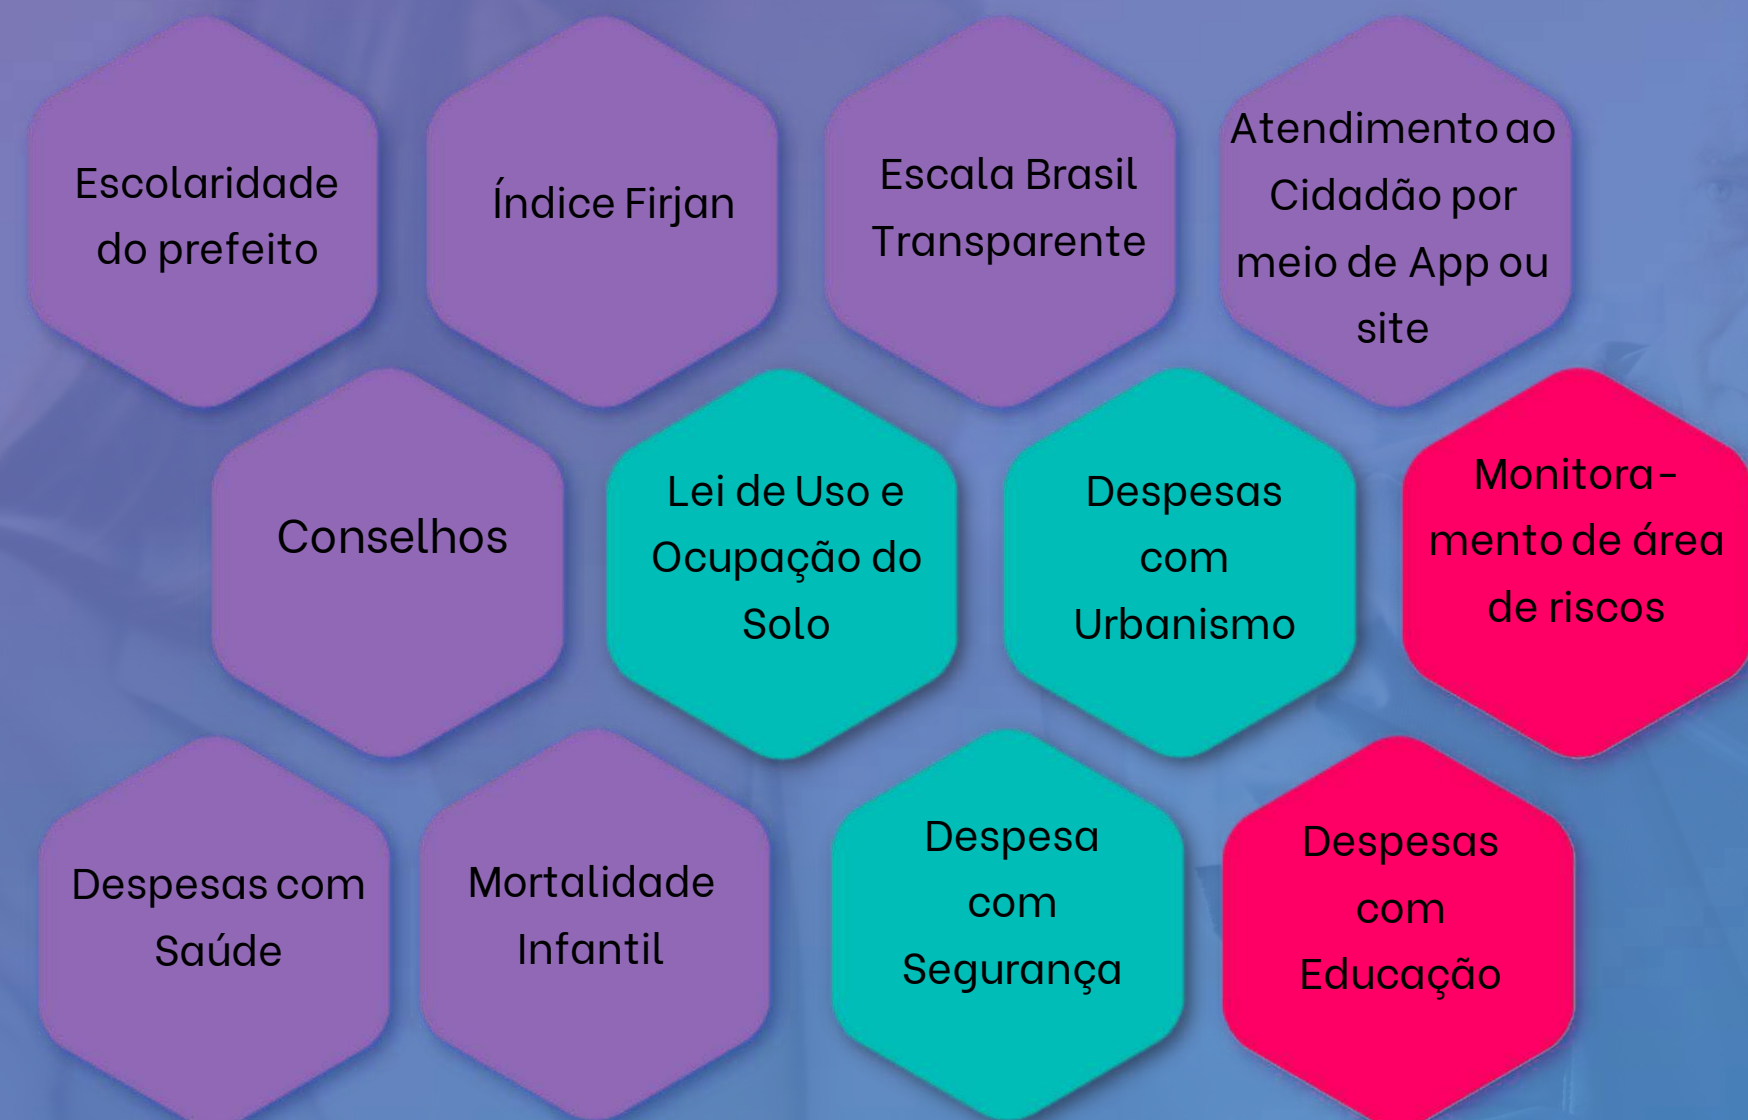 Escolaridade
do prefeito
Índice Firjan
Escala Brasil
Transparente
Atendimento ao
Cidadão por
meio de App ou
site
Conselhos
Lei de Uso e
Ocupação do
Solo
Despesas
com
Urbanismo
Monitora-
mento de área
de riscos
Despesas com
Saúde
Mortalidade
Infantil
Despesa
com
Segurança
Despesas
com
Educação